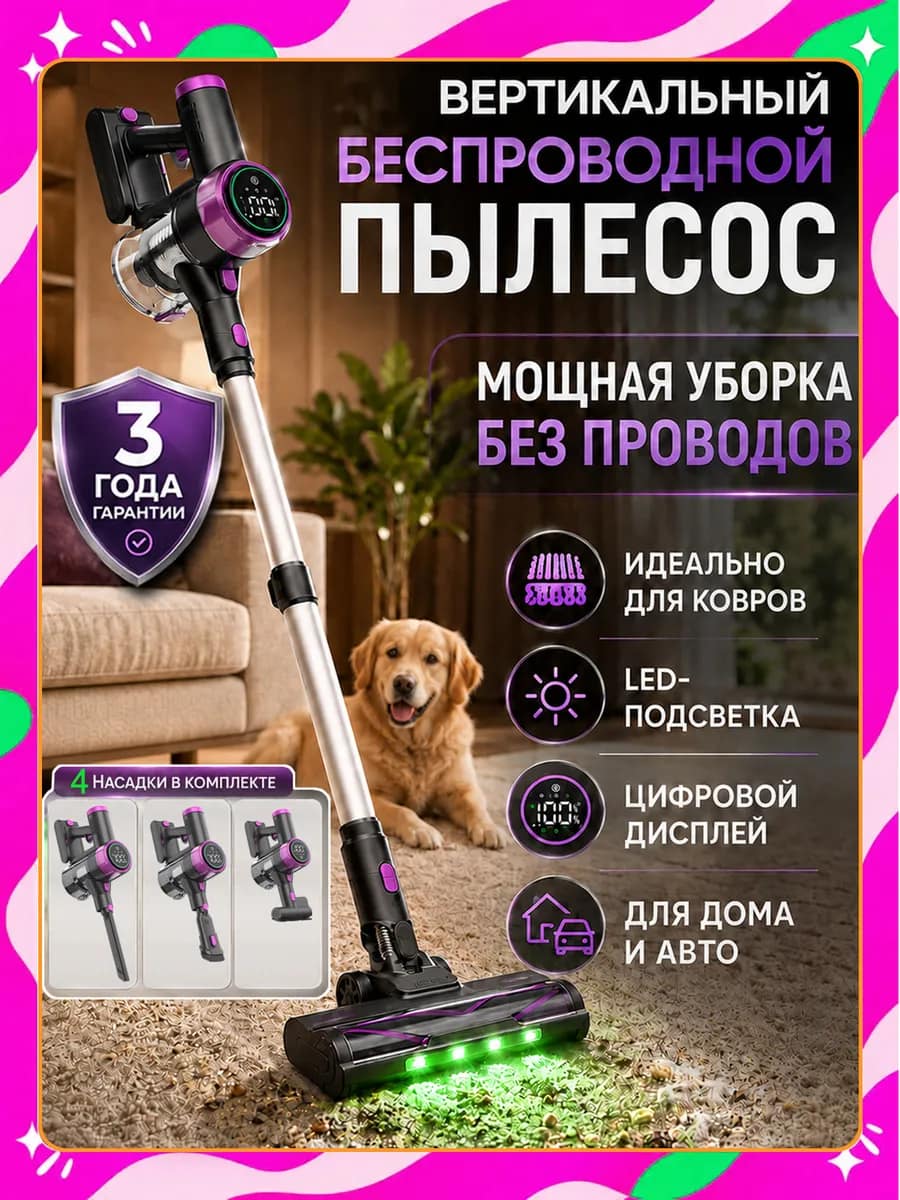 ВЕРТИКАЛЬНЫЙ
БЕСПРОВОДНОЙ
ПЫЛЕСОС
МОЩНАЯ УБОРКА
БЕЗ ПРОВОДОВ
3
ГОДА
ГАРАНТИИ
ИДЕАЛЬНО
ДЛЯ КОВРОВ
LED-
ПОДСВЕТКА
4 НАСАДКИ В КОМПЛЕКТЕ
ЦИФРОВОЙ
ДИСПЛЕЙ
100%
ДЛЯ ДОМА
И АВТО